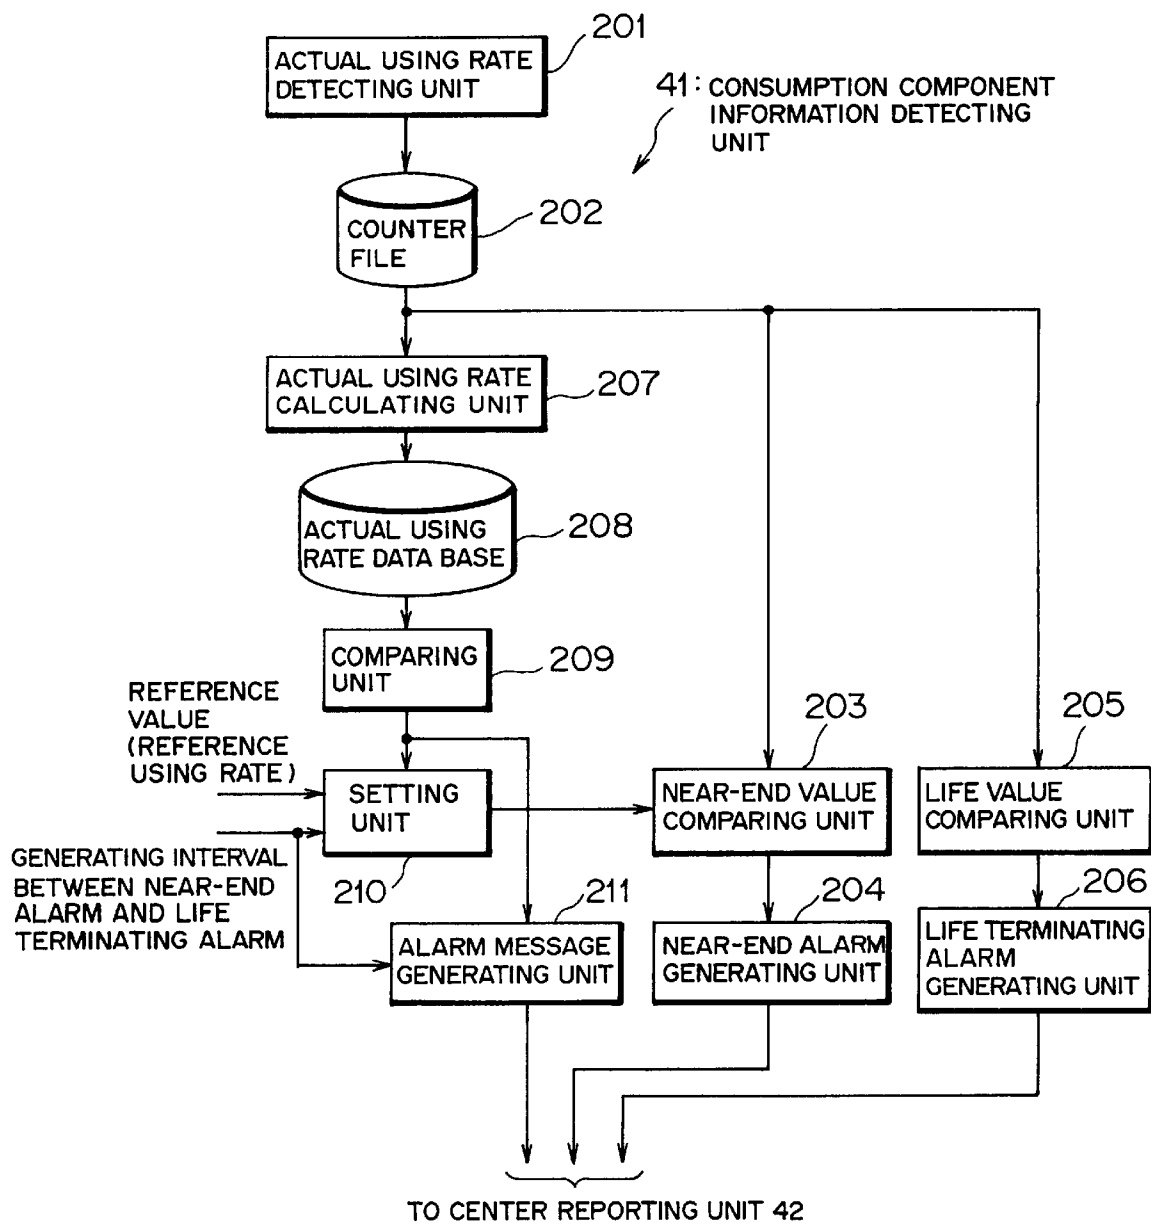 201
ACTUAL USING RATE
DETECTING UNIT
41: CONSUMPTION COMPONENT
INFORMATION DETECTING
UNIT
202
COUNTER
FILE
ACTUAL USING RATE
CALCULATING UNIT
207
ACTUAL USING
RATE DATA BASE
208
COMPARING
UNIT
209
REFERENCE
VALUE
(REFERENCE
USING RATE)
203
205
SETTING
UNIT
NEAR-END VALUE
COMPARING UNIT
LIFE VALUE
COMPARING UNIT
GENERATING INTERVAL
BETWEEN NEAR-END
ALARM AND LIFE
TERMINATING ALARM
210
211
204
206
ALARM MESSAGE
GENERATING UNIT
NEAR-END ALARM
GENERATING UNIT
LIFE TERMINATING
ALARM
GENERATING UNIT
TO CENTER REPORTING UNIT 42